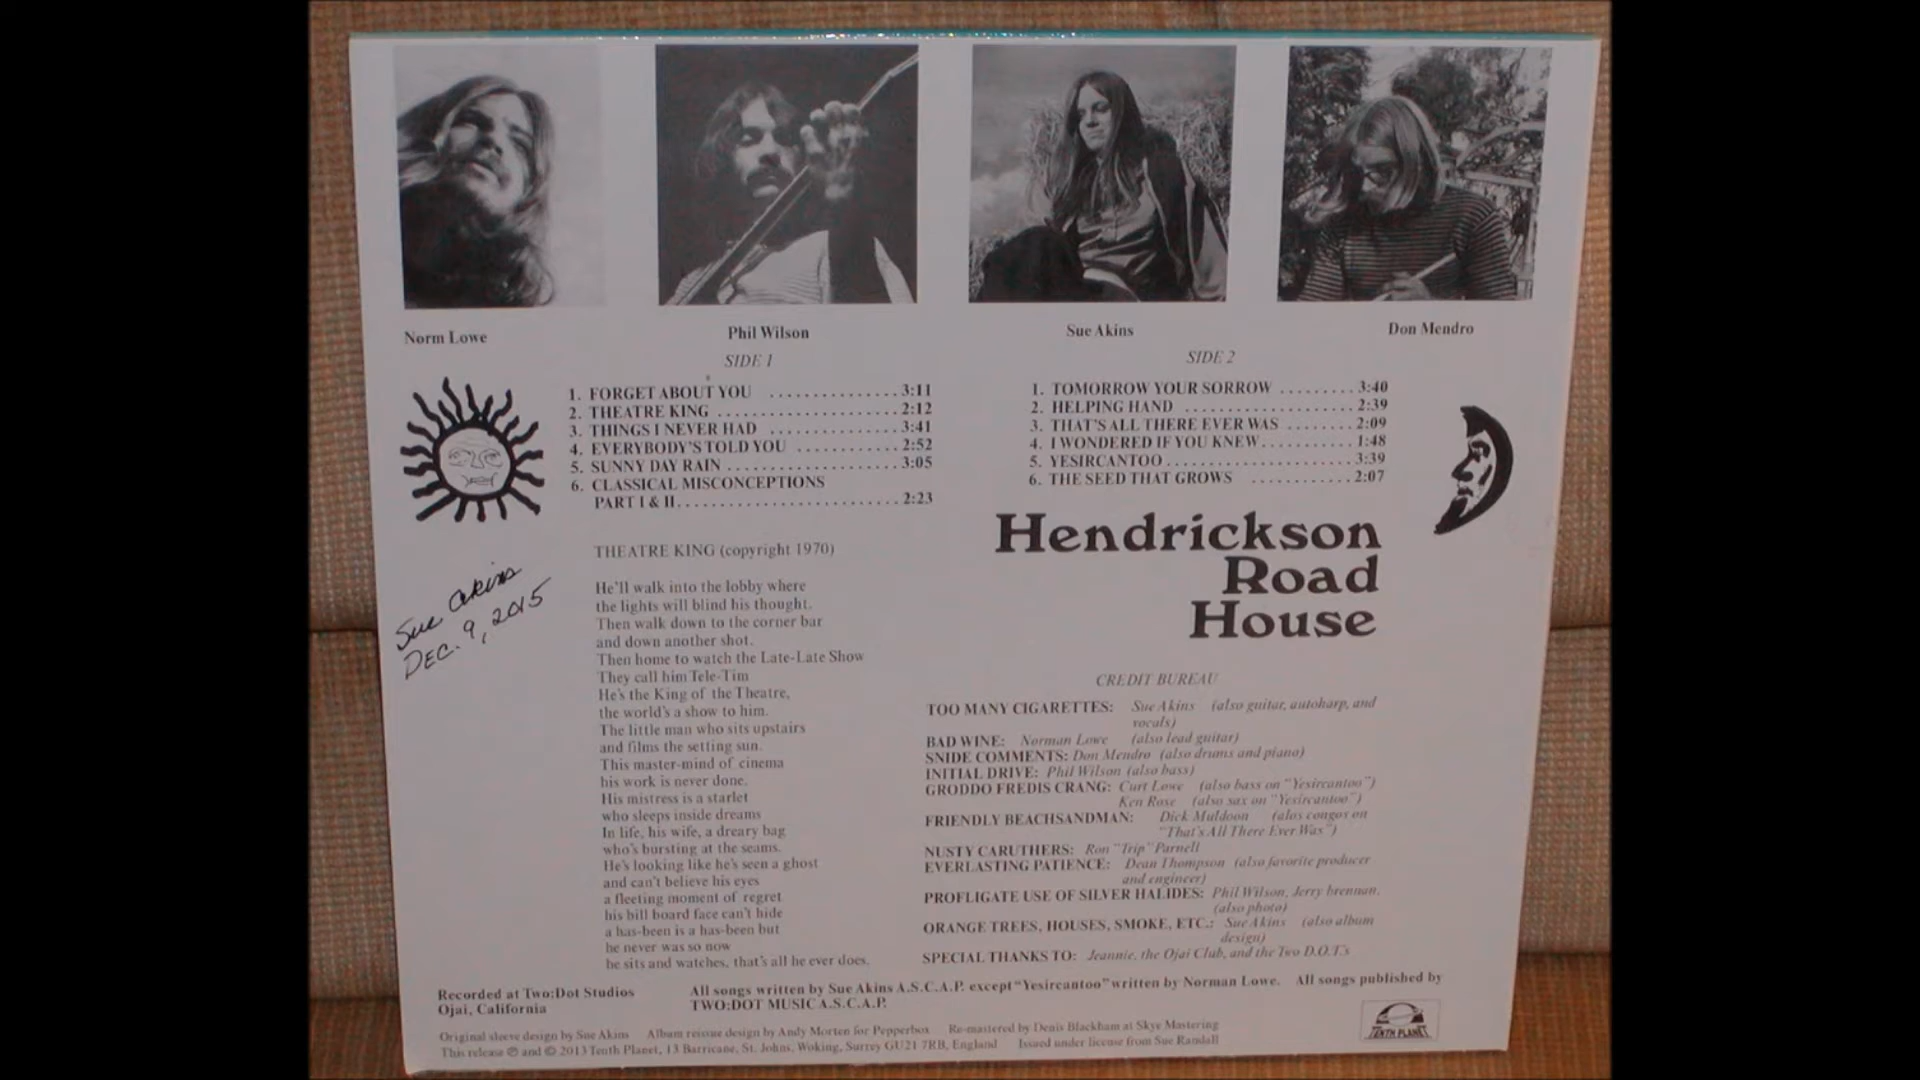 Norm Lowe
Phil Wilson
Sue Akins
Don Mendro
SIDE 1
1. FORGET ABOUT YOU ............... 3:11
2. THEATRE KING ..................... 2:12
3. THINGS I NEVER HAD ............... 3:41
4. EVERYBODY'S TOLD YOU ............ 2:52
5. SUNNY DAY RAIN .................... 3:05
6. CLASSICAL MISCONCEPTIONS
PART I & II.......................... 2:23
SIDE 2
1. TOMORROW YOUR SORROW ......... 3:40
2. HELPING HAND .................... 2:39
3. THAT'S ALL THERE EVER WAS ........ 2:09
4. I WONDERED IF YOU KNEW........... 1:48
5. YESIRCANTOO...................... 3:39
6. THE SEED THAT GROWS ............ 2:07
Hendrickson
Road
House
Sue Akins
DEC. 9, 2015
THEATRE KING (copyright 1970)
He'll walk into the lobby where
the lights will blind his thought.
Then walk down to the corner bar
and down another shot.
Then home to watch the Late-Late Show
They call him Tele-Tim
He's the King of the Theatre,
the world's a show to him.
The little man who sits upstairs
and films the setting sun.
This master-mind of cinema
his work is never done.
His mistress is a starlet
who sleeps inside dreams
In life, his wife, a dreary bag
who's bursting at the seams.
He's looking like he's seen a ghost
and can't believe his eyes
a fleeting moment of regret
his bill board face can't hide
a has-been is a has-been but
he never was so now
he sits and watches, that's all he ever does.
CREDIT BUREAU
TOO MANY CIGARETTES: Sue Akins (also guitar, autoharp, and
vocals)
BAD WINE: Norman Lowe (also lead guitar)
SNIDE COMMENTS: Don Mendro (also drums and piano)
INITIAL DRIVE: Phil Wilson (also bass)
GRODDO FREDIS CRANG: Curt Lowe (also bass on "Yesircantoo")
Ken Rose (also sax on "Yesircantoo")
FRIENDLY BEACHSANDMAN: Dick Muldoon (alos congos on
"That's All There Ever Was")
NUSTY CARUTHERS: Ron "Trip" Parnell
EVERLASTING PATIENCE: Dean Thompson (also favorite producer
and engineer)
PROFLIGATE USE OF SILVER HALIDES: Phil Wilson, Jerry brennan,
(also photo)
ORANGE TREES, HOUSES, SMOKE, ETC.: Sue Akins (also album
design)
SPECIAL THANKS TO: Jeannie, the Ojai Club, and the Two D.O.T.'s
Recorded at Two:Dot Studios
Ojai, California
All songs written by Sue Akins A.S.C.A.P. except "Yesircantoo" written by Norman Lowe. All songs published by
TWO:DOT MUSIC A.S.C.A.P.
Original sleeve design by Sue Akins Album reissue design by Andy Morten for Pepperbox Re-mastered by Denis Blackham at Skye Mastering
This release ℗ and © 2013 Tenth Planet, 13 Barricane, St. Johns, Woking, Surrey GU21 7RB, England Issued under license from Sue Randall
TENTH PLANET